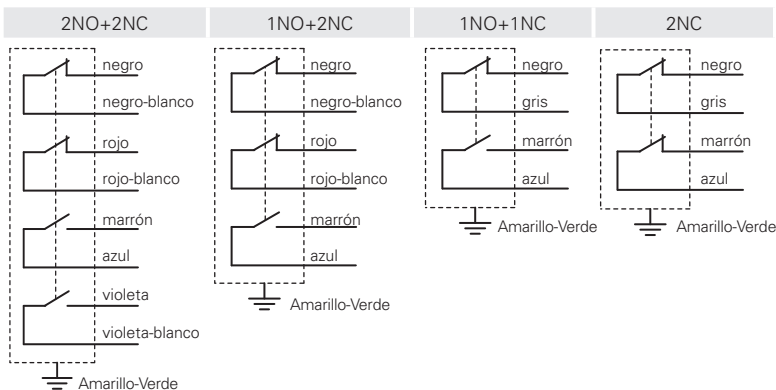 2NO+2NC
negro
negro-blanco
rojo
rojo-blanco
marrón
azul
violeta
violeta-blanco
Amarillo-Verde
1NO+2NC
negro
negro-blanco
rojo
rojo-blanco
marrón
azul
Amarillo-Verde
1NO+1NC
negro
gris
marrón
azul
Amarillo-Verde
2NC
negro
gris
marrón
azul
Amarillo-Verde